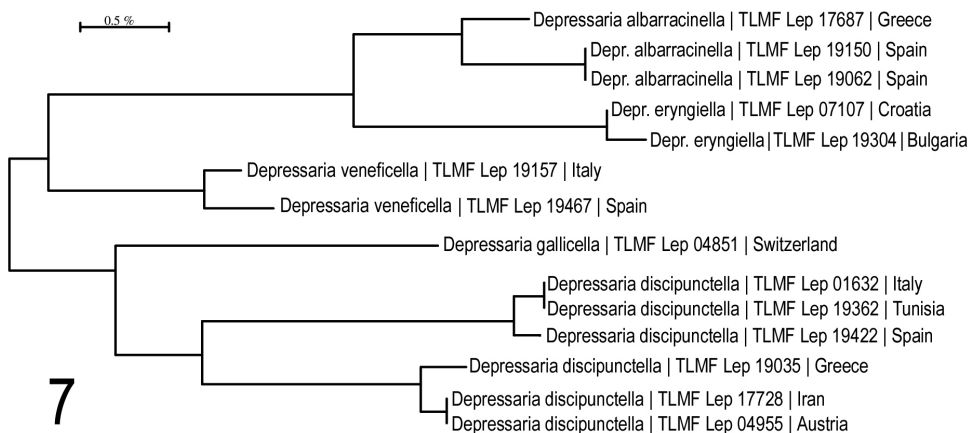 0.5 %
Depressaria albarracinella | TLMF Lep 17687 | Greece
Depr. albarracinella | TLMF Lep 19150 | Spain
Depr. albarracinella | TLMF Lep 19062 | Spain
Depr. eryngiella | TLMF Lep 07107 | Croatia
Depr. eryngiella | TLMF Lep 19304 | Bulgaria
Depressaria veneficella | TLMF Lep 19157 | Italy
Depressaria veneficella | TLMF Lep 19467 | Spain
Depressaria gallicella | TLMF Lep 04851 | Switzerland
Depressaria discipunctella | TLMF Lep 01632 | Italy
Depressaria discipunctella | TLMF Lep 19362 | Tunisia
Depressaria discipunctella | TLMF Lep 19422 | Spain
Depressaria discipunctella | TLMF Lep 19035 | Greece
Depressaria discipunctella | TLMF Lep 17728 | Iran
Depressaria discipunctella | TLMF Lep 04955 | Austria
7